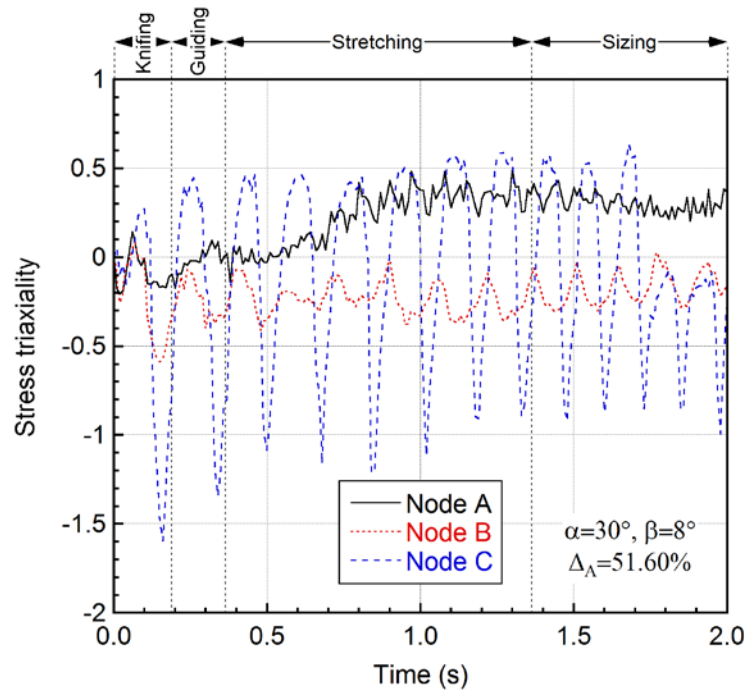 Knifing
Guiding
Stretching
Sizing
1
0.5
0
-0.5
-1
-1.5
-2
Stress triaxiality
Node A
Node B
Node C
α=30°, β=8°
Δ_A=51.60%
0.0
0.5
1.0
1.5
2.0
Time (s)